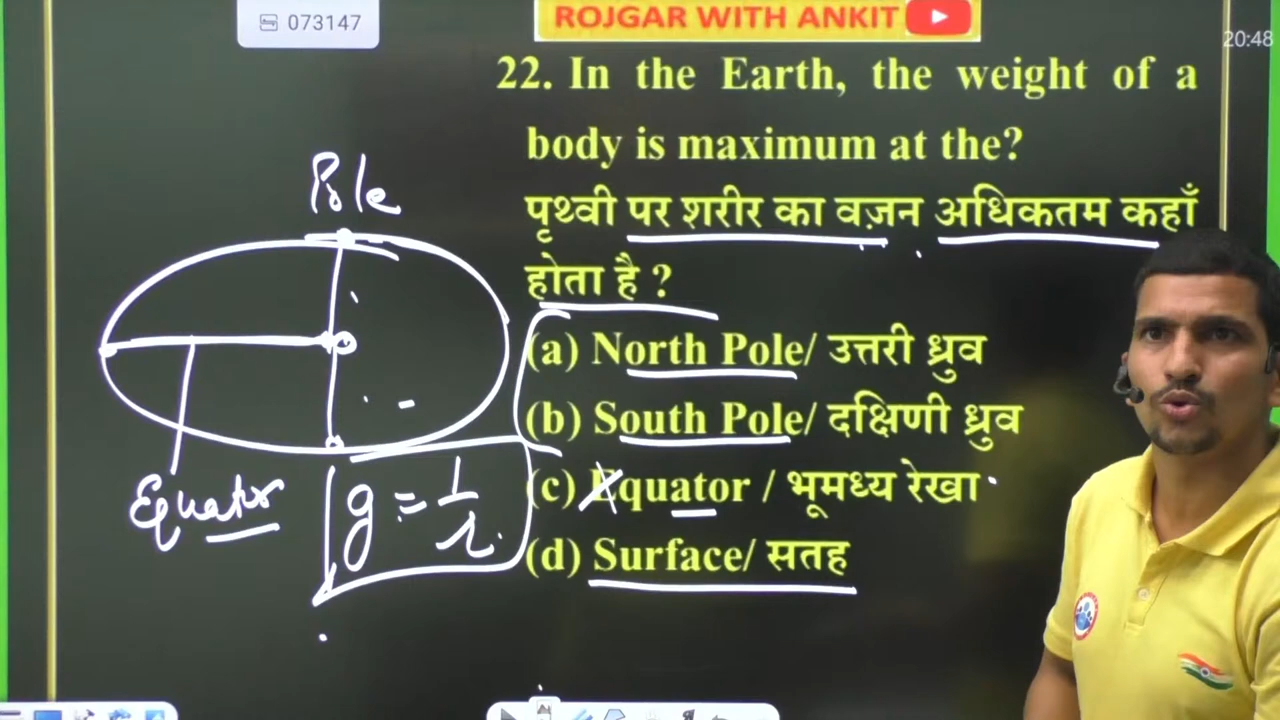 073147
ROJGAR WITH ANKIT
20:48
22. In the Earth, the weight of a
body is maximum at the?
पृथ्वी पर शरीर का वज़न अधिकतम कहाँ
होता है ?
(a) North Pole/ उत्तरी ध्रुव
(b) South Pole/ दक्षिणी ध्रुव
(c) Equator / भूमध्य रेखा
(d) Surface/ सतह
Pole
Equator
g = 1/r